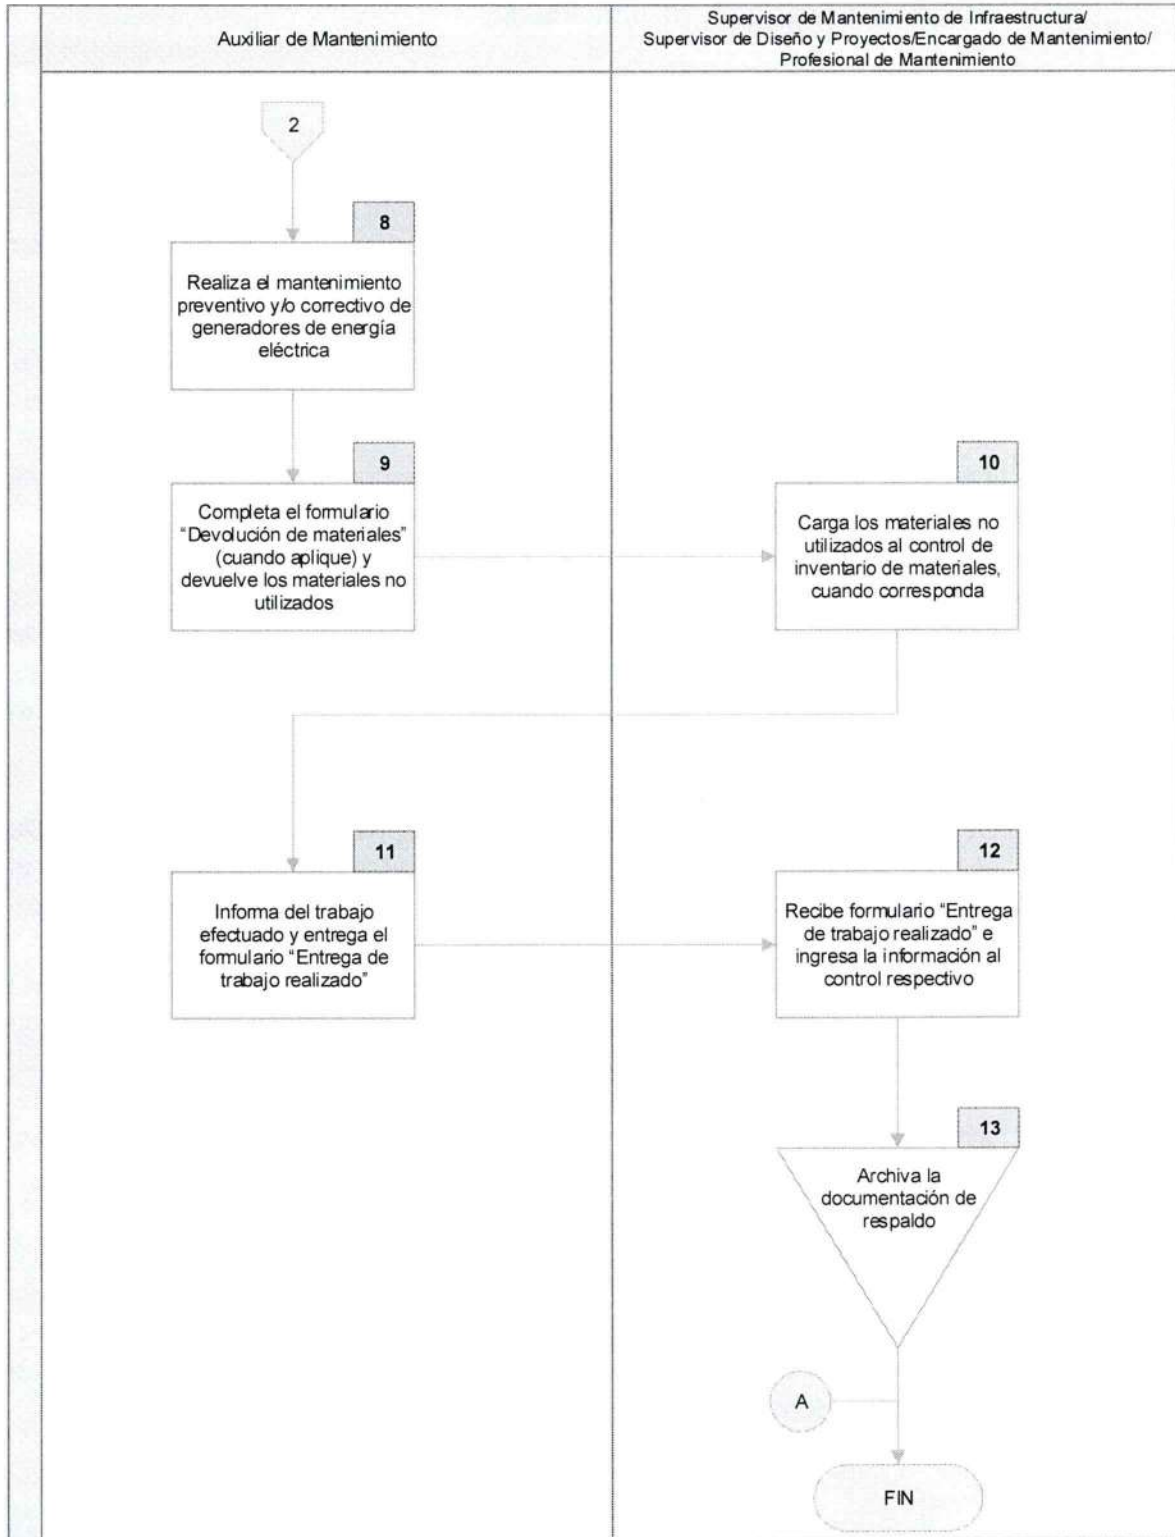 Auxiliar de Mantenimiento
Supervisor de Mantenimiento de Infraestructura/
Supervisor de Diseño y Proyectos/Encargado de Mantenimiento/
Profesional de Mantenimiento
2
8
Realiza el mantenimiento
preventivo y/o correctivo de
generadores de energía
eléctrica
9
Completa el formulario
“Devolución de materiales”
(cuando aplique) y
devuelve los materiales no
utilizados
10
Carga los materiales no
utilizados al control de
inventario de materiales,
cuando corresponda
11
Informa del trabajo
efectuado y entrega el
formulario “Entrega de
trabajo realizado”
12
Recibe formulario “Entrega
de trabajo realizado” e
ingresa la información al
control respectivo
13
Archiva la
documentación de
respaldo
A
FIN